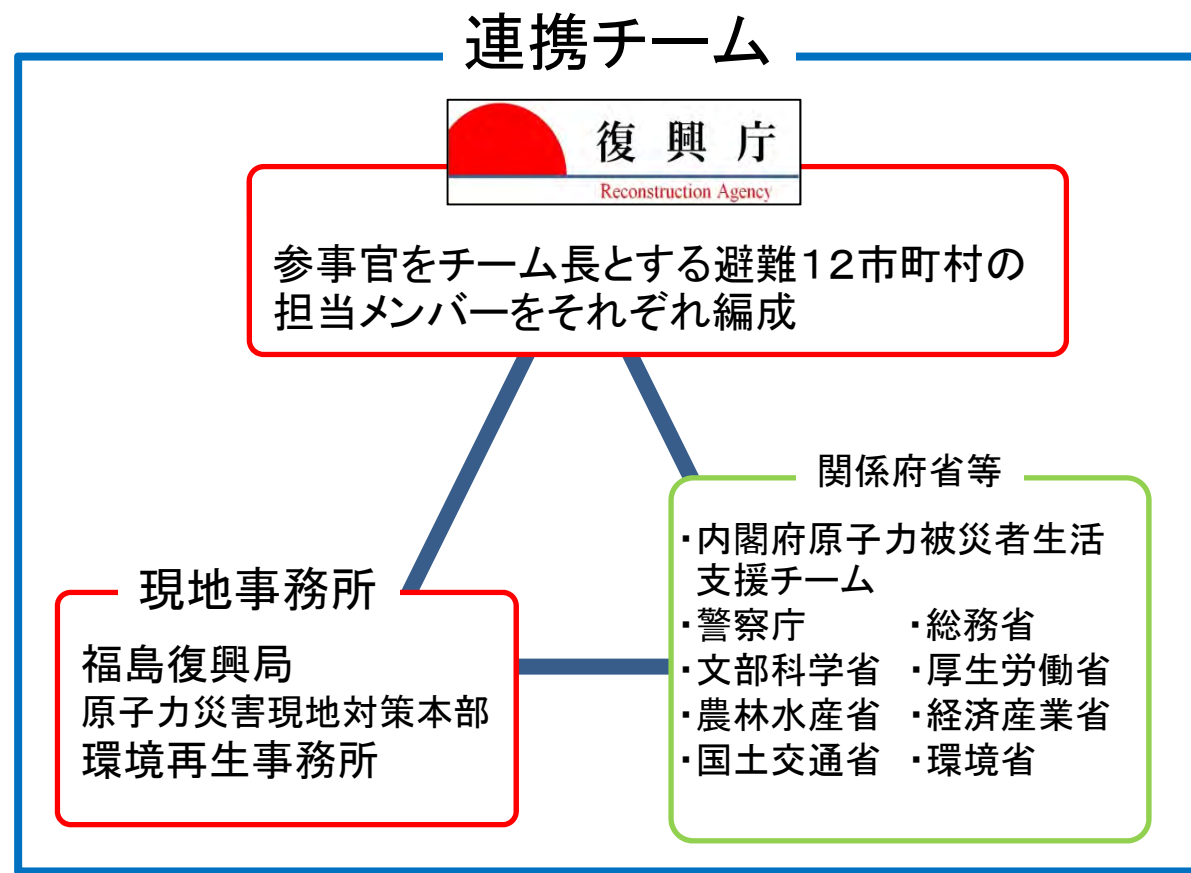 連携チーム
復興庁
Reconstruction Agency
参事官をチーム長とする避難12市町村の
担当メンバーをそれぞれ編成
関係府省等
・内閣府原子力被災者生活
支援チーム
・警察庁 ・総務省
・文部科学省 ・厚生労働省
・農林水産省 ・経済産業省
・国土交通省 ・環境省
現地事務所
福島復興局
原子力災害現地対策本部
環境再生事務所